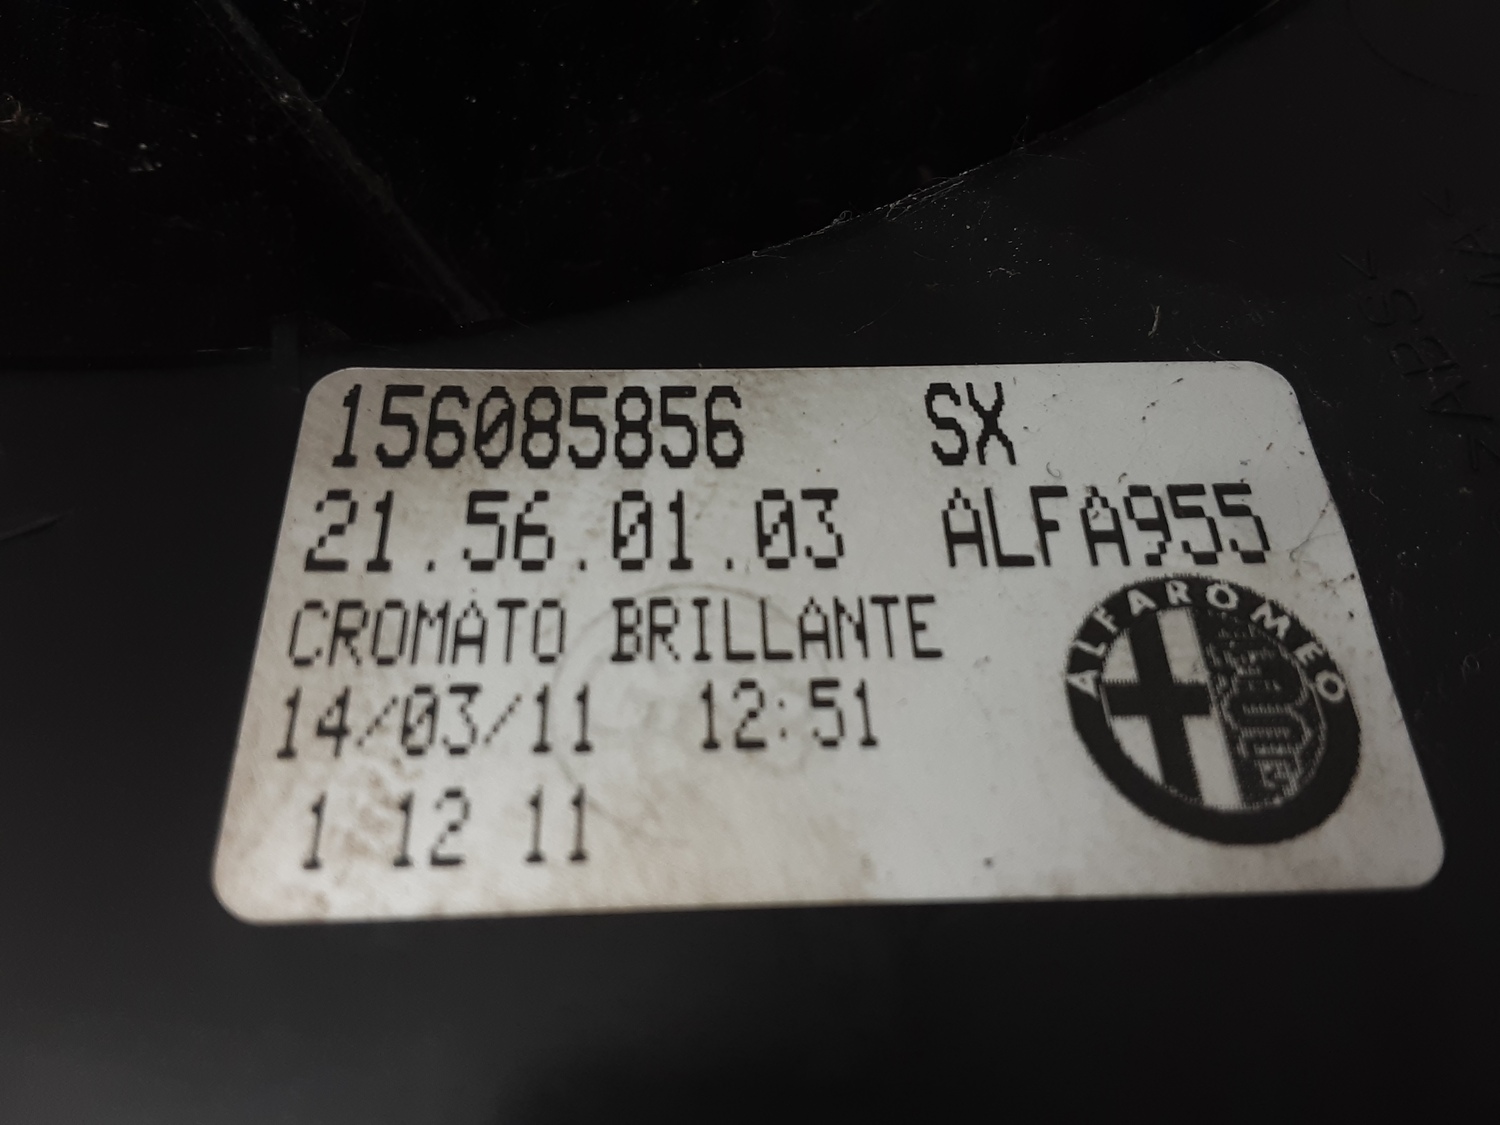 156085856 SX
21.56.01.03 ALFA955
CROMATO BRILLANTE
14/03/11 12:51
1 12 11
ALFA ROMEO
>ABS<